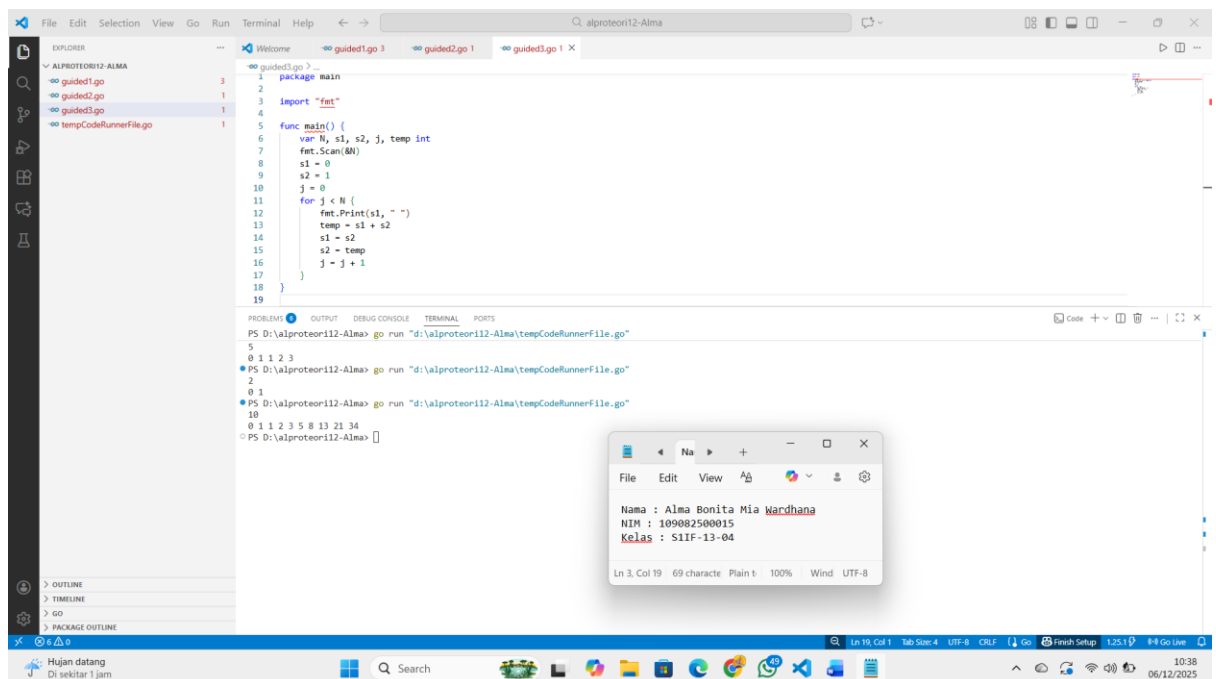 File Edit Selection View Go Run Terminal Help
alproteori12-Alma
EXPLORER
Welcome
guided1.go 3
guided2.go 1
guided3.go 1
ALPROTEORI12-ALMA
guided1.go 3
guided2.go 1
guided3.go 1
tempCodeRunnerFile.go 1
guided3.go > ...
1 package main
2
3 import "fmt"
4
5 func main() {
6 var N, s1, s2, j, temp int
7 fmt.Scan(&N)
8 s1 = 0
9 s2 = 1
10 j = 0
11 for j < N {
12 fmt.Print(s1, " ")
13 temp = s1 + s2
14 s1 = s2
15 s2 = temp
16 j = j + 1
17 }
18 }
19
PROBLEMS 6 OUTPUT DEBUG CONSOLE TERMINAL PORTS
Code
PS D:\alproteori12-Alma> go run "d:\alproteori12-Alma\tempCodeRunnerFile.go"
5
0 1 1 2 3
PS D:\alproteori12-Alma> go run "d:\alproteori12-Alma\tempCodeRunnerFile.go"
2
0 1
PS D:\alproteori12-Alma> go run "d:\alproteori12-Alma\tempCodeRunnerFile.go"
10
0 1 1 2 3 5 8 13 21 34
PS D:\alproteori12-Alma>
Na
File Edit View
Nama : Alma Bonita Mia Wardhana
NIM : 109082500015
Kelas : S1IF-13-04
Ln 3, Col 19 69 characte Plain t 100% Wind UTF-8
OUTLINE
TIMELINE
GO
PACKAGE OUTLINE
6 0
Ln 19, Col 1 Tab Size: 4 UTF-8 CRLF Go Finish Setup 1.25.1 Go Live
Hujan datang
Di sekitar 1 jam
Search
49
10:38
06/12/2025